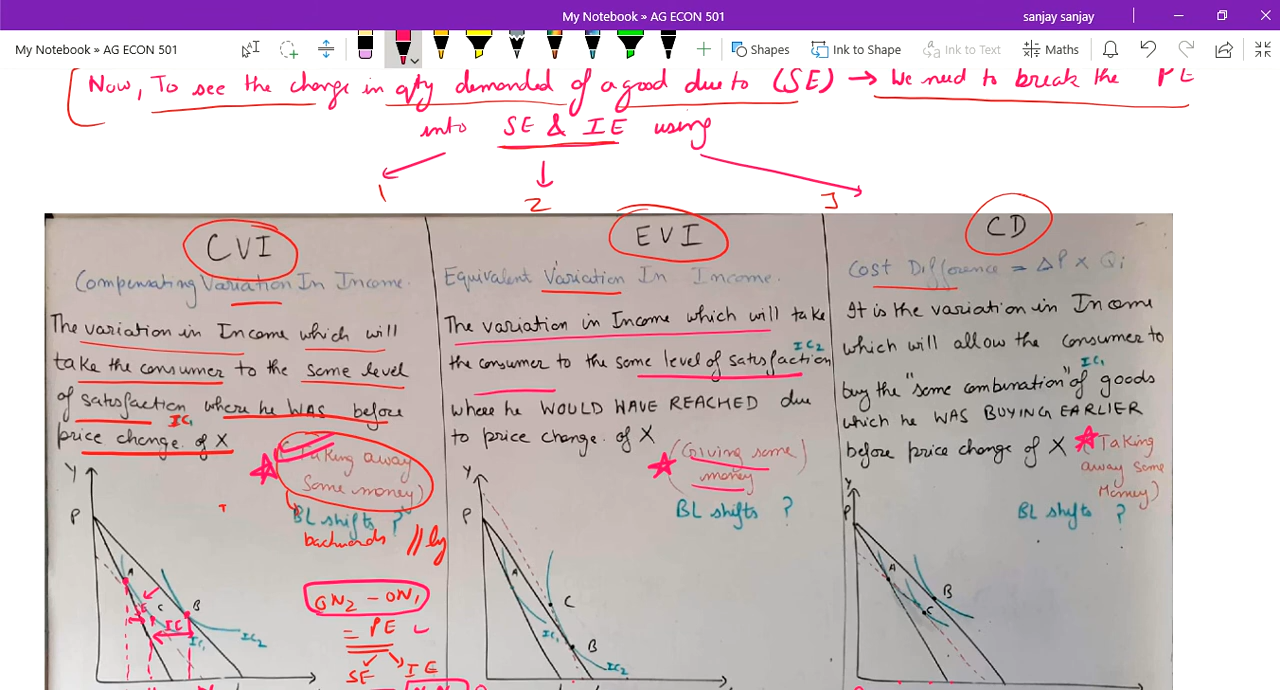 My Notebook » AG ECON 501
sanjay sanjay
My Notebook » AG ECON 501
Shapes
Ink to Shape
Ink to Text
Maths
Now, To see the change in qty demanded of a good due to (SE) → We need to break the PE
into SE & IE using
1
2
3
CVI
Compensating Variation In Income.
The variation in Income which will
take the consumer to the same level
of satisfaction where he WAS before
IC1
price change of X
(Taking away
some money)
BL shifts ?
backwards // ly
Y
P
A
B
C
SE
IE
IC1
IC2
ON2 - ON1
= PE
SE IE
EVI
Equivalent Variation In Income.
The variation in Income which will take
IC2
the consumer to the same level of satisfaction
where he WOULD HAVE REACHED due
to price change of X
(Giving some
money)
BL shifts ?
Y
P
A
C
B
IC1
IC2
CD
Cost Difference = ΔP × Qi
It is the variation in Income
which will allow the consumer to
IC1
buy the "same combination" of goods
which he WAS BUYING EARLIER
before price change of X
(Taking
away some
Money)
BL shifts ?
Y
P
A
B
C